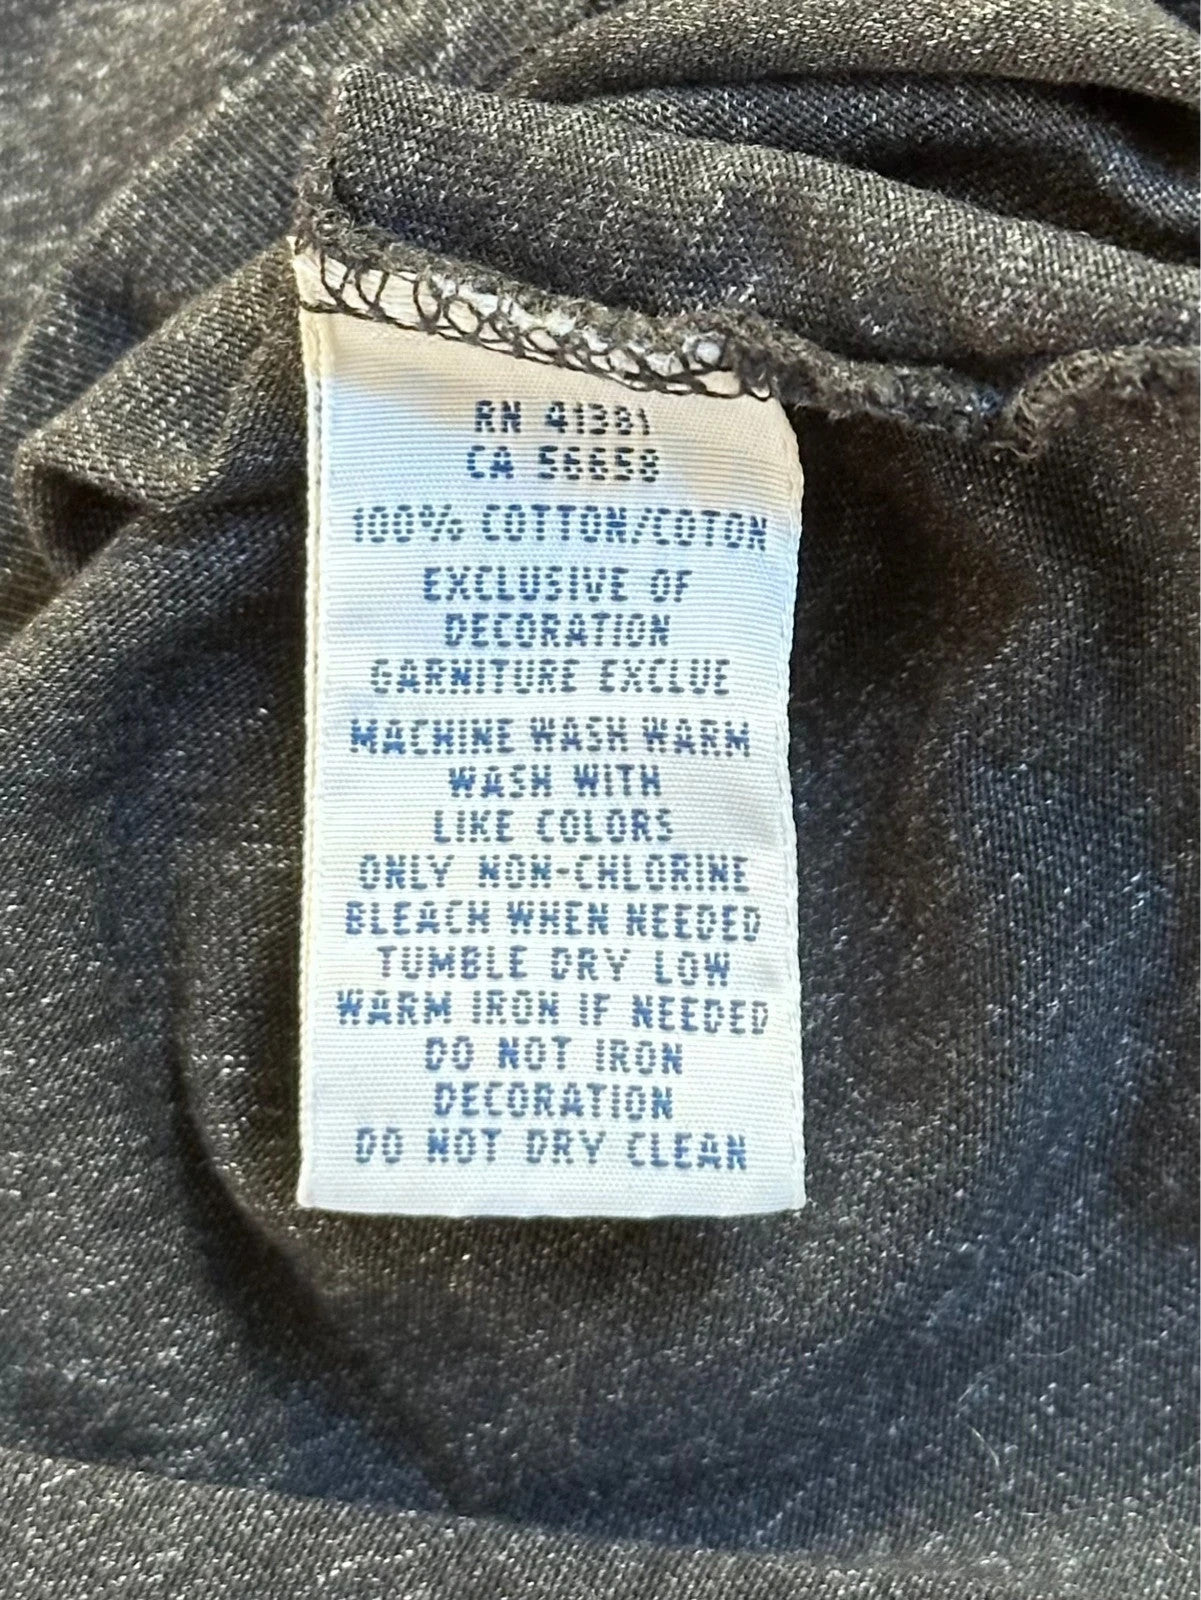 RN 41381
CA 56658
100% COTTON/COTON
EXCLUSIVE OF
DECORATION
GARNITURE EXCLUE
MACHINE WASH WARM
WASH WITH
LIKE COLORS
ONLY NON-CHLORINE
BLEACH WHEN NEEDED
TUMBLE DRY LOW
WARM IRON IF NEEDED
DO NOT IRON
DECORATION
DO NOT DRY CLEAN